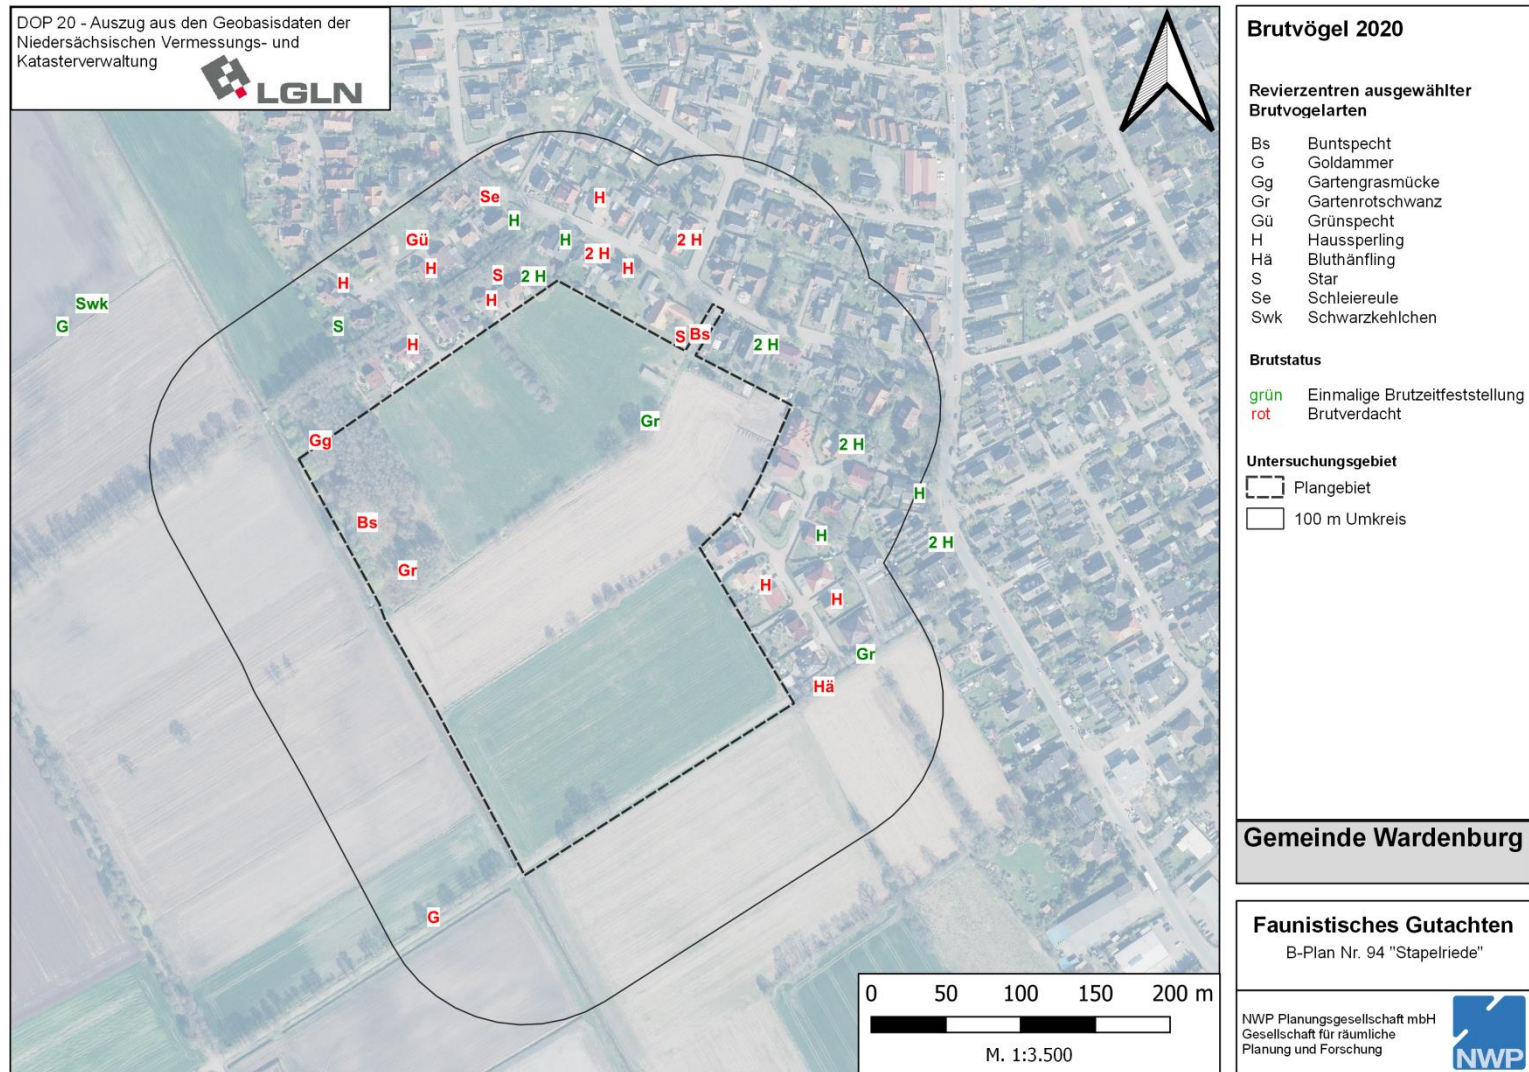 DOP 20 - Auszug aus den Geobasisdaten der
Niedersächsischen Vermessungs- und
Katasterverwaltung
LGLN
Se
H
H
Gü
H
2 H
2 H
H
S
2 H
H
H
H
Swk
G
S
H
S
Bs
2 H
Gr
Gg
2 H
H
Bs
H
2 H
Gr
H
H
Gr
Hä
G
0 50 100 150 200 m
M. 1:3.500
Brutvögel 2020
Revierzentren ausgewählter
Brutvogelarten
Bs Buntspecht
G Goldammer
Gg Gartengrasmücke
Gr Gartenrotschwanz
Gü Grünspecht
H Haussperling
Hä Bluthänfling
S Star
Se Schleiereule
Swk Schwarzkehlchen
Brutstatus
grün Einmalige Brutzeitfeststellung
rot Brutverdacht
Untersuchungsgebiet
Plangebiet
100 m Umkreis
Gemeinde Wardenburg
Faunistisches Gutachten
B-Plan Nr. 94 "Stapelriede"
NWP Planungsgesellschaft mbH
Gesellschaft für räumliche
Planung und Forschung
NWP